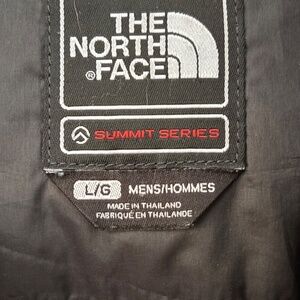 THE
NORTH
FACE
®
SUMMIT SERIES
L/G MENS/HOMMES
MADE IN THAILAND
FABRIQUÉ EN THAILANDE